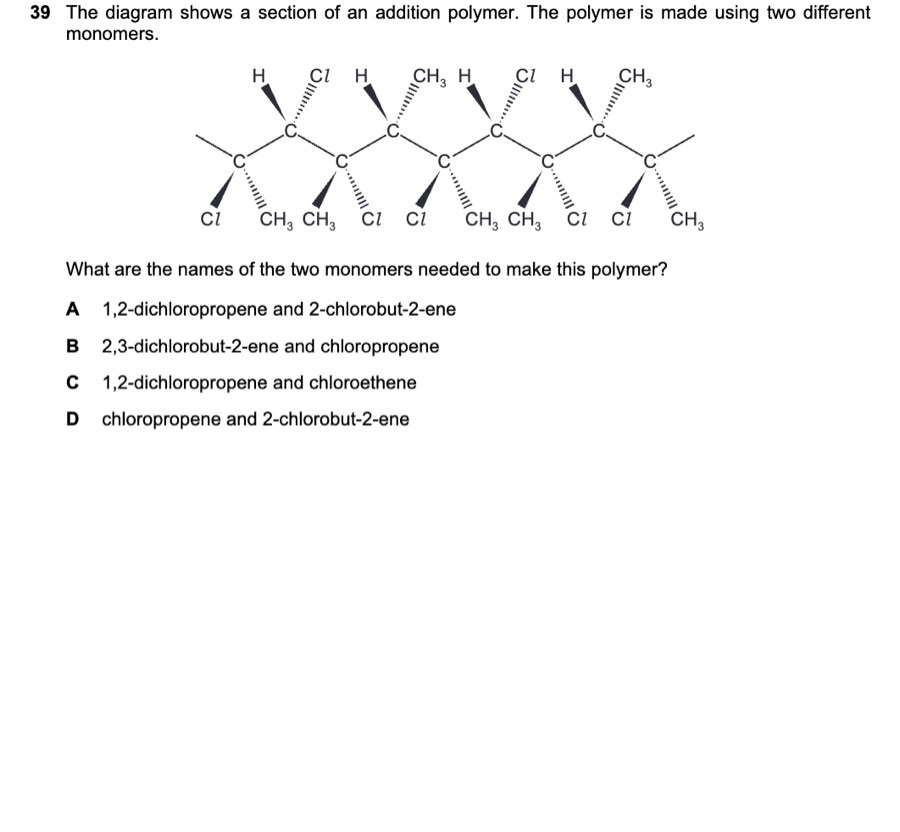 39 The diagram shows a section of an addition polymer. The polymer is made using two different
monomers.
H Cl H CH3 H Cl H CH3
C C C C
C C C C C
Cl CH3 CH3 Cl Cl CH3 CH3 Cl Cl CH3
What are the names of the two monomers needed to make this polymer?
A 1,2-dichloropropene and 2-chlorobut-2-ene
B 2,3-dichlorobut-2-ene and chloropropene
C 1,2-dichloropropene and chloroethene
D chloropropene and 2-chlorobut-2-ene